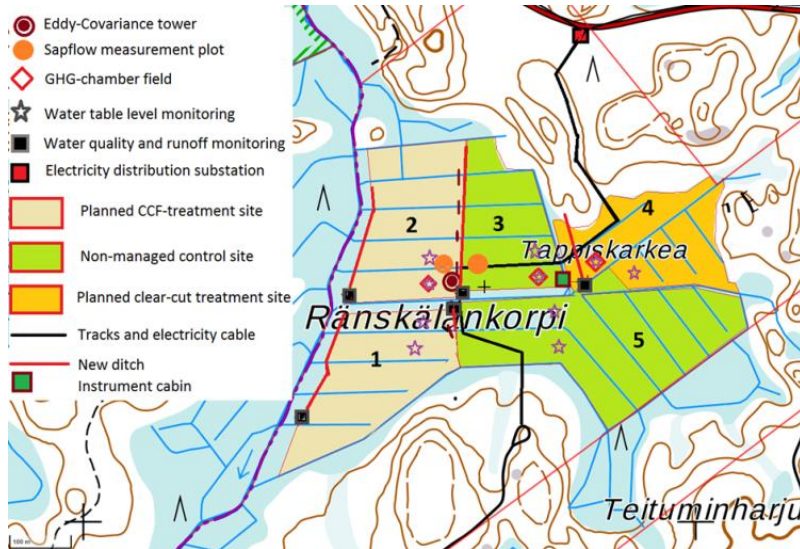 Eddy-Covariance tower
Sapflow measurement plot
GHG-chamber field
Water table level monitoring
Water quality and runoff monitoring
Electricity distribution substation
Planned CCF-treatment site
Non-managed control site
Planned clear-cut treatment site
Tracks and electricity cable
New ditch
Instrument cabin
2
3
4
Tappiskarkea
Ränskälänkorpi
1
5
Teituminharju
100 m